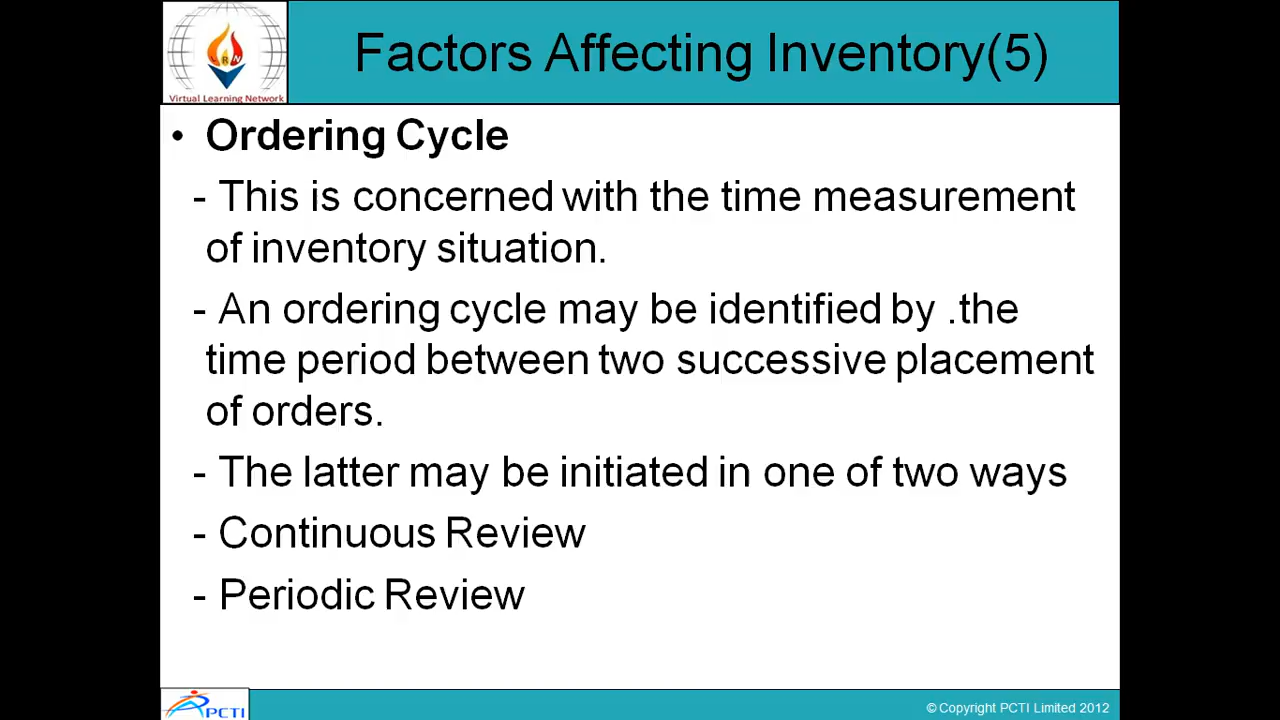 Factors Affecting Inventory(5)
Virtual Learning Network
• Ordering Cycle
- This is concerned with the time measurement
of inventory situation.
- An ordering cycle may be identified by .the
time period between two successive placement
of orders.
- The latter may be initiated in one of two ways
- Continuous Review
- Periodic Review
PCTI
© Copyright PCTI Limited 2012